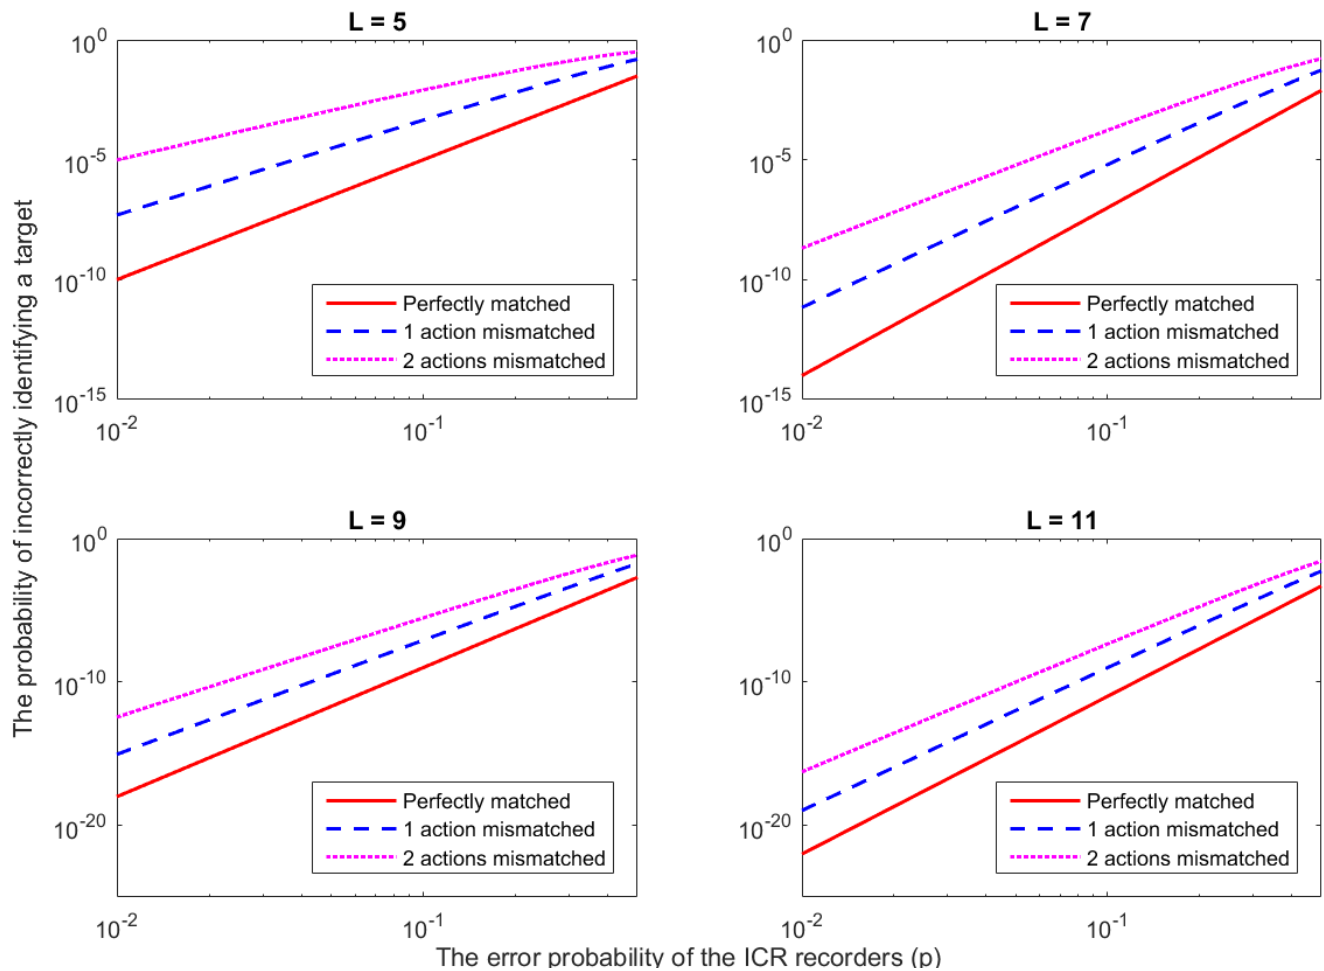 L = 5
10^0
10^-5
10^-10
10^-15
10^-2
10^-1
Perfectly matched
1 action mismatched
2 actions mismatched
L = 7
10^0
10^-5
10^-10
10^-15
10^-2
10^-1
Perfectly matched
1 action mismatched
2 actions mismatched
The probability of incorrectly identifying a target
L = 9
10^0
10^-10
10^-20
10^-2
10^-1
Perfectly matched
1 action mismatched
2 actions mismatched
L = 11
10^0
10^-10
10^-20
10^-2
10^-1
Perfectly matched
1 action mismatched
2 actions mismatched
The error probability of the ICR recorders (p)